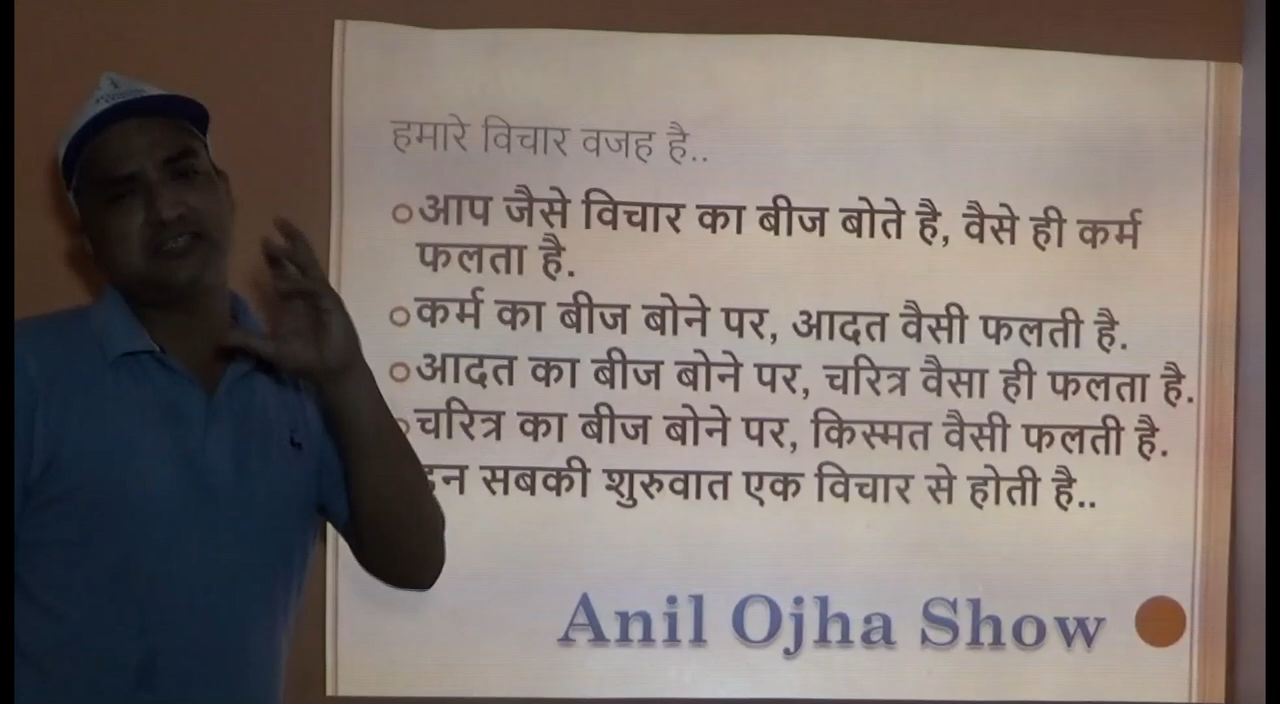 हमारे विचार वजह है..
आप जैसे विचार का बीज बोते है, वैसे ही कर्म
फलता है.
कर्म का बीज बोने पर, आदत वैसी फलती है.
आदत का बीज बोने पर, चरित्र वैसा ही फलता है.
चरित्र का बीज बोने पर, किस्मत वैसी फलती है.
सबकी शुरुवात एक विचार से होती है..
Anil Ojha Show